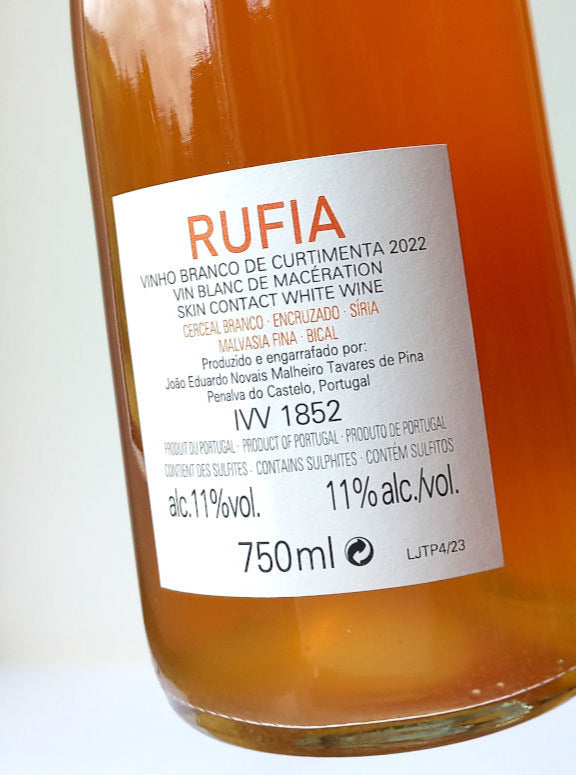 RUFIA
VINHO BRANCO DE CURTIMENTA 2022
VIN BLANC DE MACÉRATION
SKIN CONTACT WHITE WINE
CERCEAL BRANCO · ENCRUZADO · SÍRIA
MALVASIA FINA · BICAL
Produzido e engarrafado por:
João Eduardo Novais Malheiro Tavares de Pina
Penalva do Castelo, Portugal
IVV 1852
PRODUIT DU PORTUGAL · PRODUCT OF PORTUGAL · PRODUTO DE PORTUGAL
CONTIENT DES SULFITES · CONTAINS SULPHITES · CONTÉM SULFITOS
alc.11%vol. 11% alc./vol.
750ml LJTP4/23